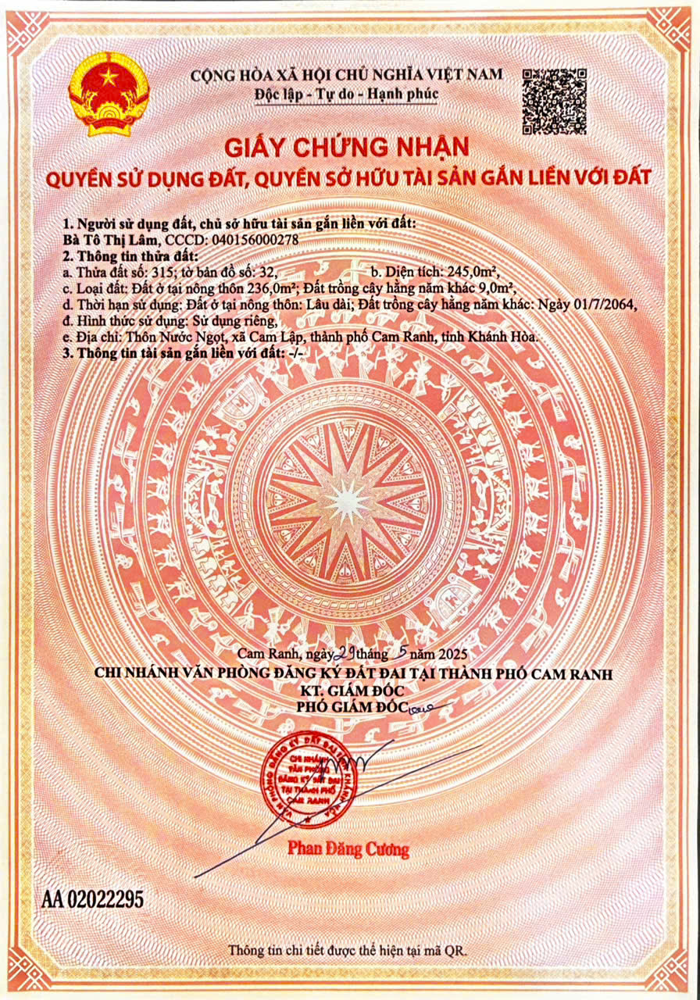 CỘNG HÒA XÃ HỘI CHỦ NGHĨA VIỆT NAM
Độc lập - Tự do - Hạnh phúc
GIẤY CHỨNG NHẬN
QUYỀN SỬ DỤNG ĐẤT, QUYỀN SỞ HỮU TÀI SẢN GẮN LIỀN VỚI ĐẤT
1. Người sử dụng đất, chủ sở hữu tài sản gắn liền với đất:
Bà Tô Thị Lâm, CCCD: 040156000278
2. Thông tin thửa đất:
a. Thửa đất số: 315; tờ bản đồ số: 32, b. Diện tích: 245,0m²,
c. Loại đất: Đất ở tại nông thôn 236,0m²; Đất trồng cây hằng năm khác 9,0m²,
d. Thời hạn sử dụng: Đất ở tại nông thôn: Lâu dài; Đất trồng cây hằng năm khác: Ngày 01/7/2064,
đ. Hình thức sử dụng: Sử dụng riêng,
e. Địa chỉ: Thôn Nước Ngọt, xã Cam Lập, thành phố Cam Ranh, tỉnh Khánh Hòa.
3. Thông tin tài sản gắn liền với đất: -/-
Cam Ranh, ngày 29 tháng 5 năm 2025
CHI NHÁNH VĂN PHÒNG ĐĂNG KÝ ĐẤT ĐAI TẠI THÀNH PHỐ CAM RANH
KT. GIÁM ĐỐC
PHÓ GIÁM ĐỐC
VĂN PHÒNG ĐĂNG KÝ ĐẤT ĐAI TỈNH KHÁNH HÒA
CHI NHÁNH
VĂN PHÒNG
ĐĂNG KÝ ĐẤT ĐAI
TẠI THÀNH PHỐ
CAM RANH
Phan Đăng Cương
AA 02022295
Thông tin chi tiết được thể hiện tại mã QR.